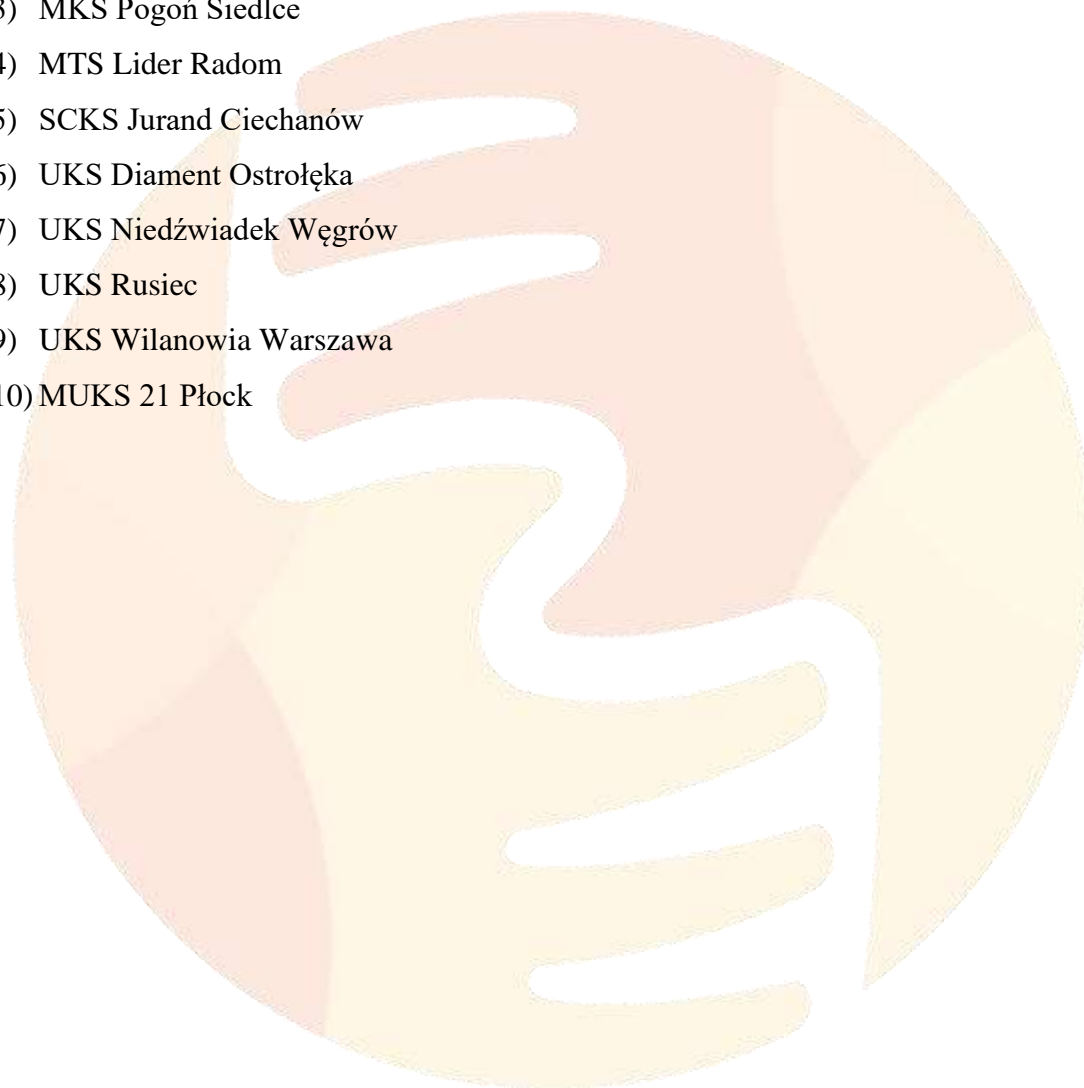 3) MKS Pogoń Siedlce
4) MTS Lider Radom
5) SCKS Jurand Ciechanów
6) UKS Diament Ostrołęka
7) UKS Niedźwiadek Węgrów
8) UKS Rusiec
9) UKS Wilanowia Warszawa
10) MUKS 21 Płock